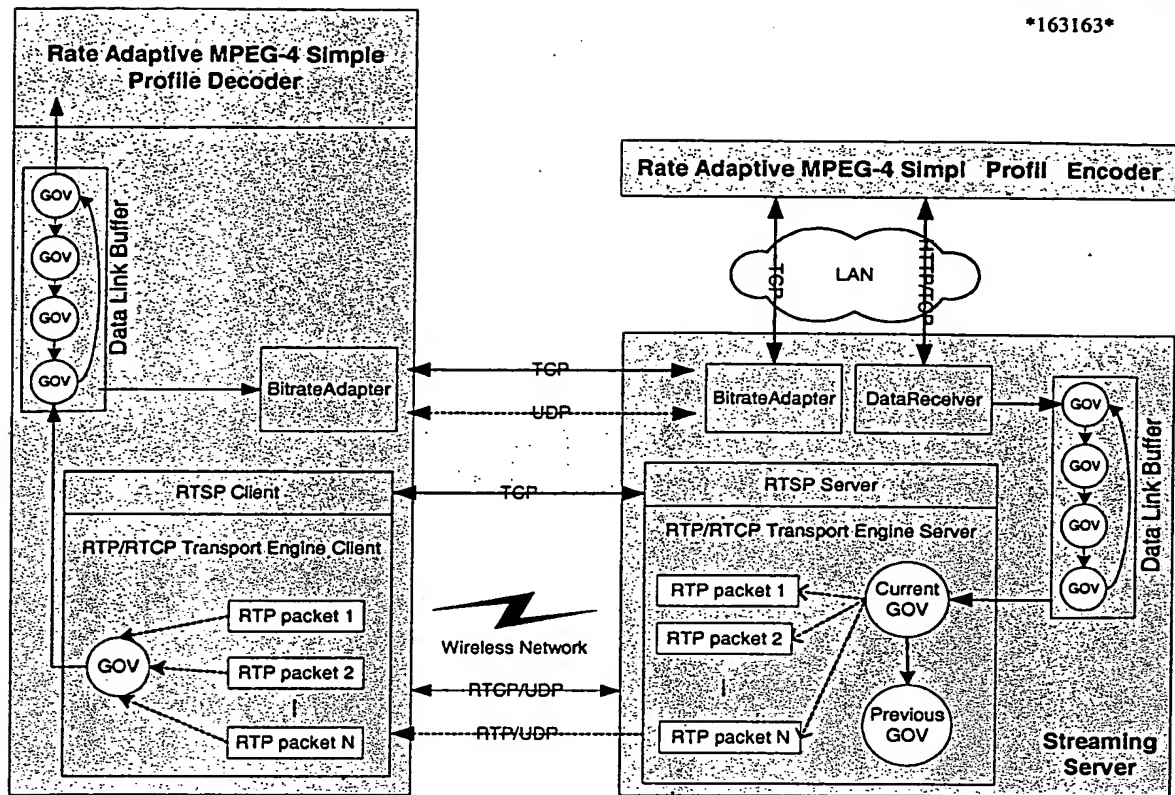 *163163*
Rate Adaptive MPEG-4 Simple
Profile Decoder
GOV
GOV
GOV
GOV
Data Link Buffer
BitrateAdapter
RTSP Client
RTP/RTCP Transport Engine Client
RTP packet 1
GOV
RTP packet 2
RTP packet N
TCP
UDP
TCP
Wireless Network
RTCP/UDP
RTP/UDP
Rate Adaptive MPEG-4 Simpl Profil Encoder
TCP
LAN
HTTP/TCP
BitrateAdapter
DataReceiver
GOV
GOV
GOV
GOV
Data Link Buffer
RTSP Server
RTP/RTCP Transport Engine Server
RTP packet 1
Current
GOV
RTP packet 2
Previous
GOV
RTP packet N
Streaming
Server